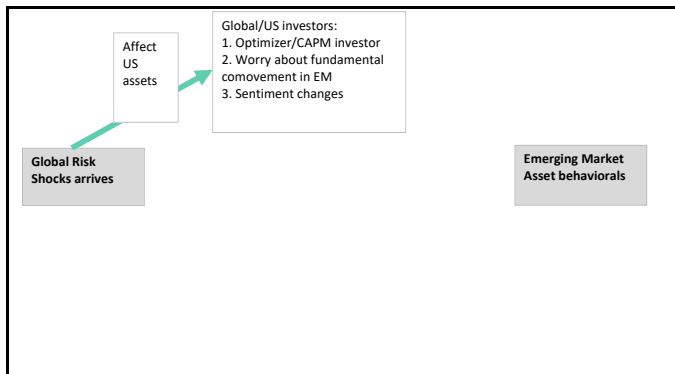 Affect
US
assets
Global/US investors:
1. Optimizer/CAPM investor
2. Worry about fundamental
comovement in EM
3. Sentiment changes
Global Risk
Shocks arrives
Emerging Market
Asset behaviorals